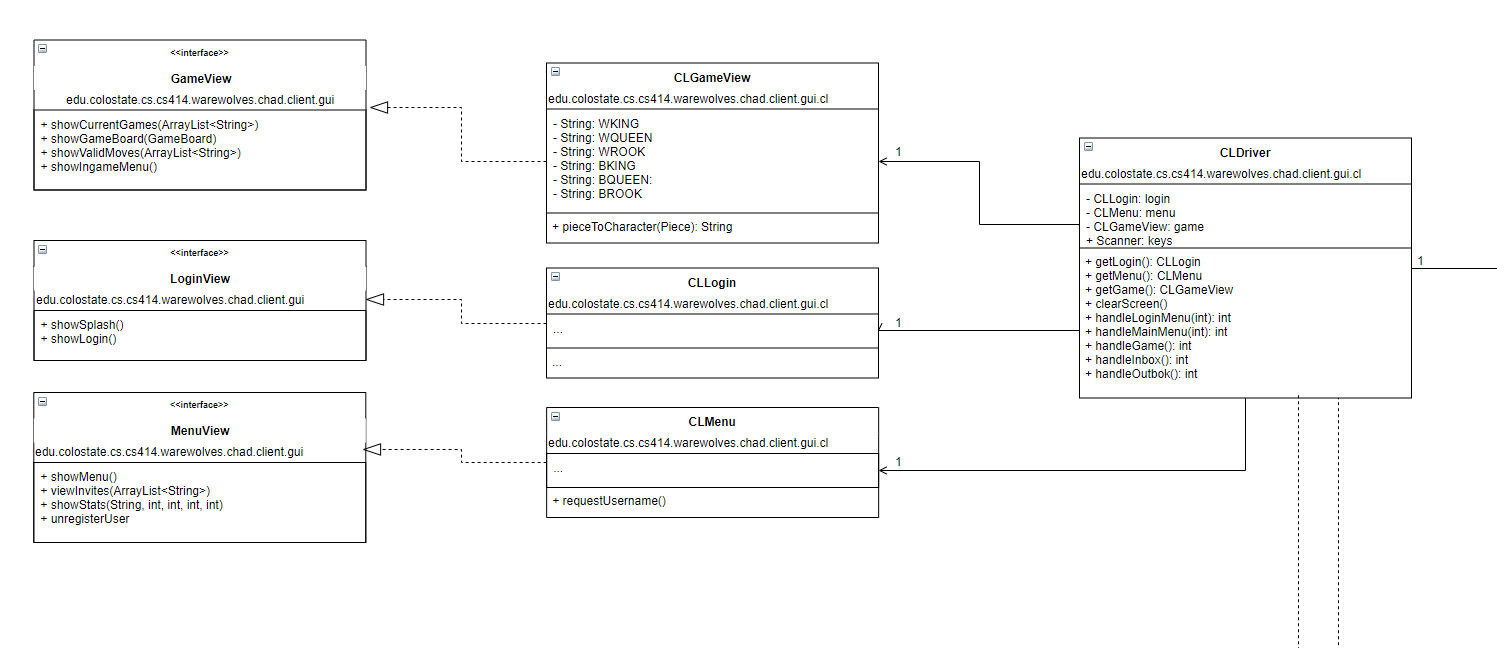 <<interface>>
GameView
edu.colostate.cs.cs414.warewolves.chad.client.gui
+ showCurrentGames(ArrayList<String>)
+ showGameBoard(GameBoard)
+ showValidMoves(ArrayList<String>)
+ showIngameMenu()
<<interface>>
LoginView
edu.colostate.cs.cs414.warewolves.chad.client.gui
+ showSplash()
+ showLogin()
<<interface>>
MenuView
edu.colostate.cs.cs414.warewolves.chad.client.gui
+ showMenu()
+ viewInvites(ArrayList<String>)
+ showStats(String, int, int, int, int)
+ unregisterUser
CLGameView
edu.colostate.cs.cs414.warewolves.chad.client.gui.cl
- String: WKING
- String: WQUEEN
- String: WROOK
- String: BKING
- String: BQUEEN:
- String: BROOK
+ pieceToCharacter(Piece): String
CLLogin
edu.colostate.cs.cs414.warewolves.chad.client.gui.cl
...
...
CLMenu
edu.colostate.cs.cs414.warewolves.chad.client.gui.cl
...
+ requestUsername()
1
1
1
CLDriver
edu.colostate.cs.cs414.warewolves.chad.client.gui.cl
- CLLogin: login
- CLMenu: menu
- CLGameView: game
+ Scanner: keys
+ getLogin(): CLLogin
+ getMenu(): CLMenu
+ getGame(): CLGameView
+ clearScreen()
+ handleLoginMenu(int): int
+ handleMainMenu(int): int
+ handleGame(): int
+ handleInbox(): int
+ handleOutbok(): int
1